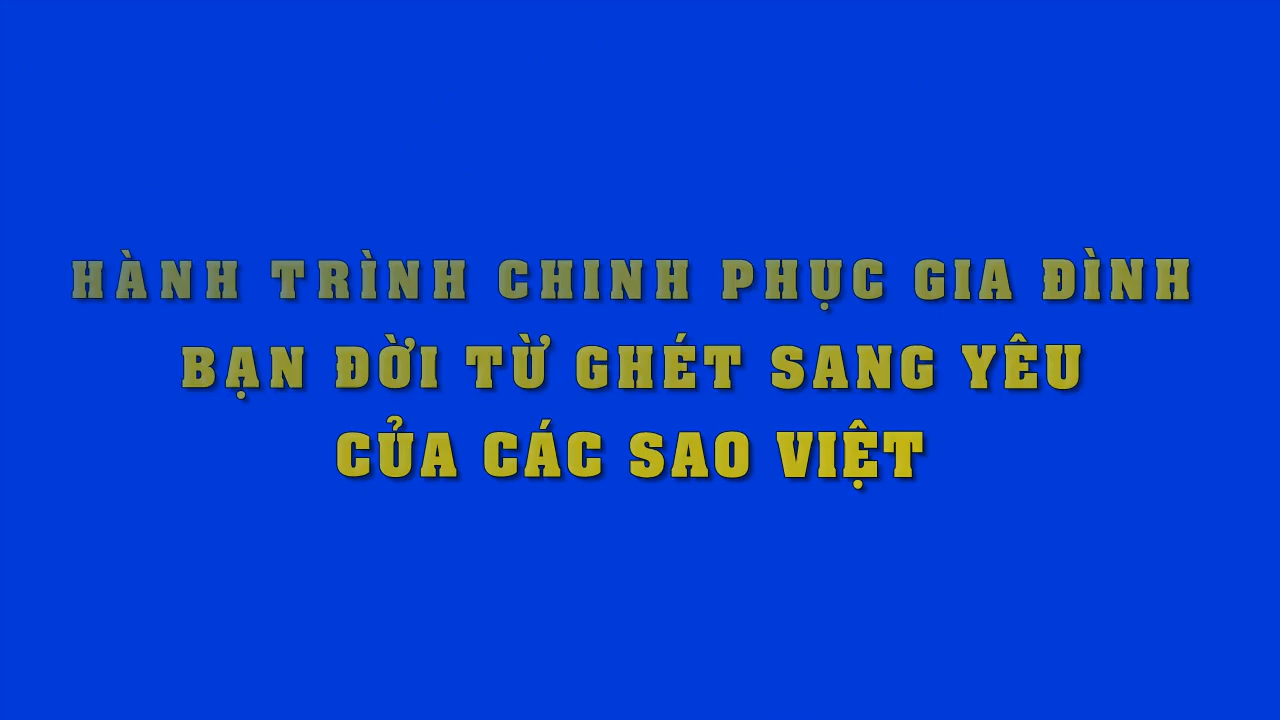 HÀNH TRÌNH CHINH PHỤC GIA ĐÌNH
BẠN ĐỜI TỪ GHÉT SANG YÊU
CỦA CÁC SAO VIỆT